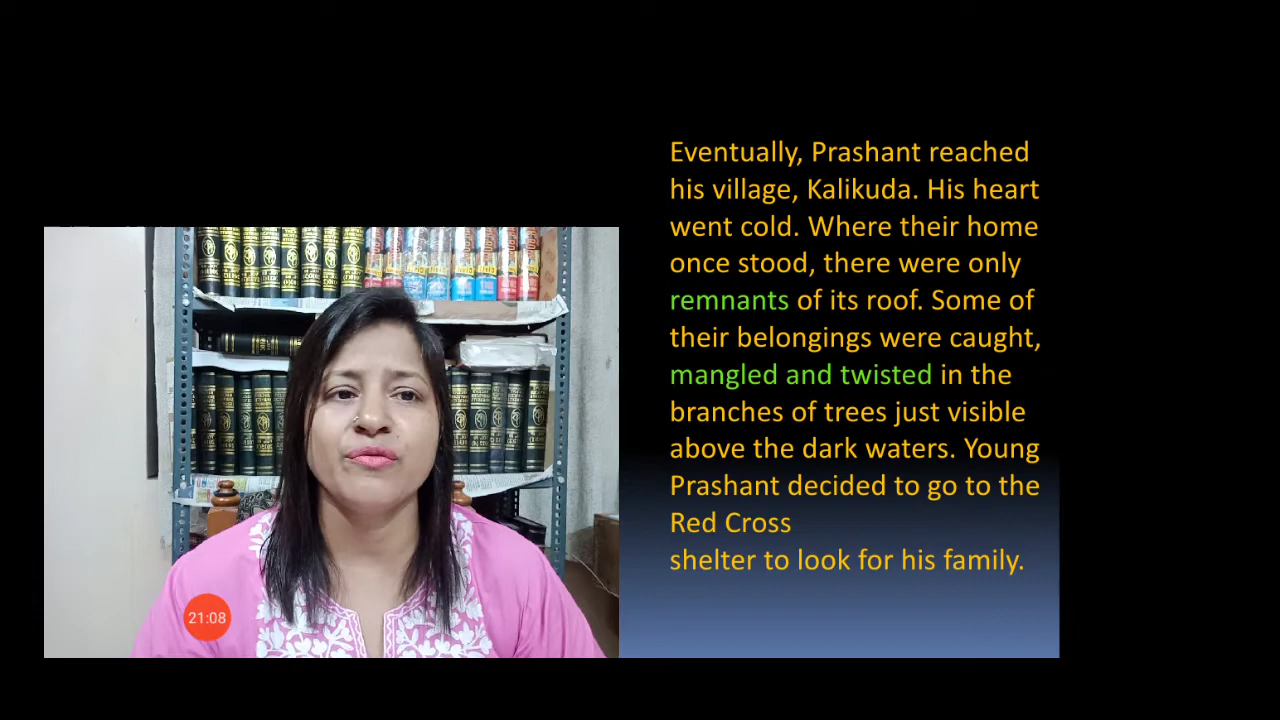 Eventually, Prashant reached
his village, Kalikuda. His heart
went cold. Where their home
once stood, there were only
remnants of its roof. Some of
their belongings were caught,
mangled and twisted in the
branches of trees just visible
above the dark waters. Young
Prashant decided to go to the
Red Cross
shelter to look for his family.
21:08